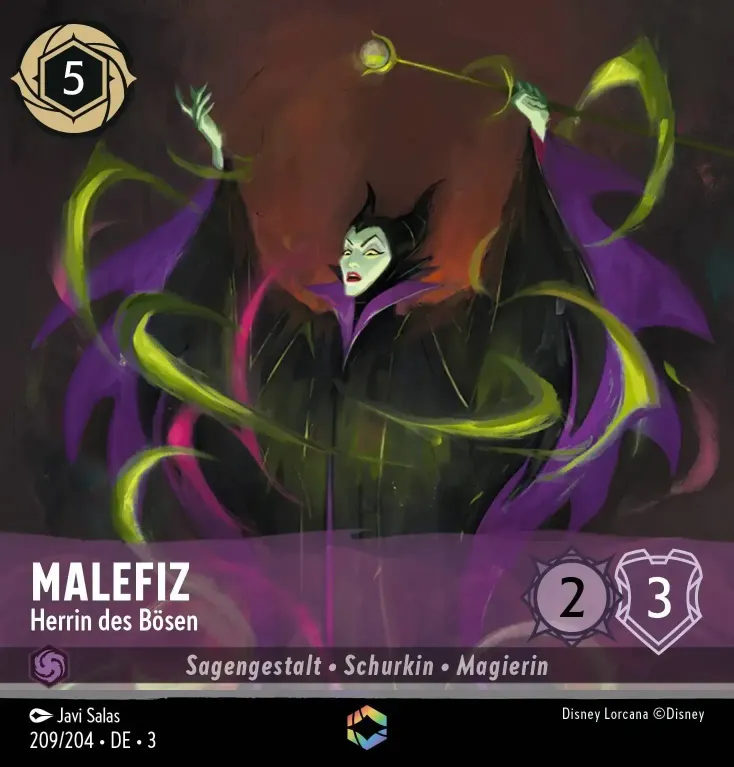 5
MALEFIZ
Herrin des Bösen
2
3
Sagengestalt • Schurkin • Magierin
Javi Salas
Disney Lorcana ©Disney
209/204 • DE • 3